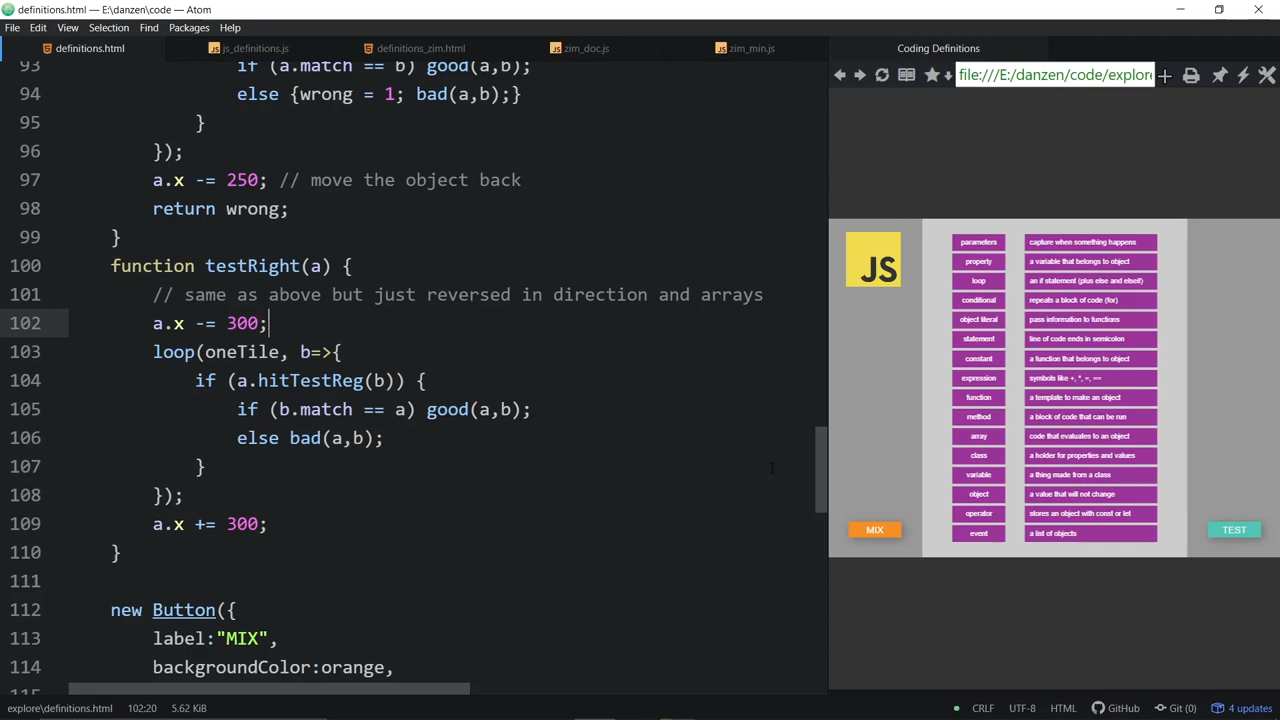 definitions.html — E:\danzen\code — Atom
File Edit View Selection Find Packages Help
definitions.html js_definitions.js definitions_zim.html zim_doc.js zim_min.js Coding Definitions
file:///E:/danzen/code/explore
93 if (a.match == b) good(a,b);
94 else {wrong = 1; bad(a,b);}
95 }
96 });
97 a.x -= 250; // move the object back
98 return wrong;
99 }
100 function testRight(a) {
101 // same as above but just reversed in direction and arrays
102 a.x -= 300;
103 loop(oneTile, b=>{
104 if (a.hitTestReg(b)) {
105 if (b.match == a) good(a,b);
106 else bad(a,b);
107 }
108 });
109 a.x += 300;
110 }
111
112 new Button({
113 label:"MIX",
114 backgroundColor:orange,
115
JS
parameters capture when something happens
property a variable that belongs to object
loop an if statement (plus else and elseif)
conditional repeats a block of code (for)
object literal pass information to functions
statement line of code ends in semicolon
constant a function that belongs to object
expression symbols like +, *, =, ==
function a template to make an object
method a block of code that can be run
array code that evaluates to an object
class a holder for properties and values
variable a thing made from a class
object a value that will not change
operator stores an object with const or let
event a list of objects
MIX
TEST
explore\definitions.html 102:20 5.62 KiB CRLF UTF-8 HTML GitHub Git (0) 4 updates